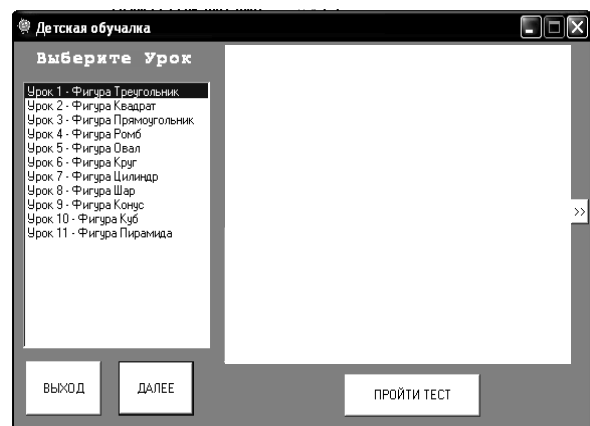 Детская обучалка
Выберите Урок
Урок 1 - Фигура Треугольник
Урок 2 - Фигура Квадрат
Урок 3 - Фигура Прямоугольник
Урок 4 - Фигура Ромб
Урок 5 - Фигура Овал
Урок 6 - Фигура Круг
Урок 7 - Фигура Цилиндр
Урок 8 - Фигура Шар
Урок 9 - Фигура Конус
Урок 10 - Фигура Куб
Урок 11 - Фигура Пирамида
>>
ВЫХОД
ДАЛЕЕ
ПРОЙТИ ТЕСТ